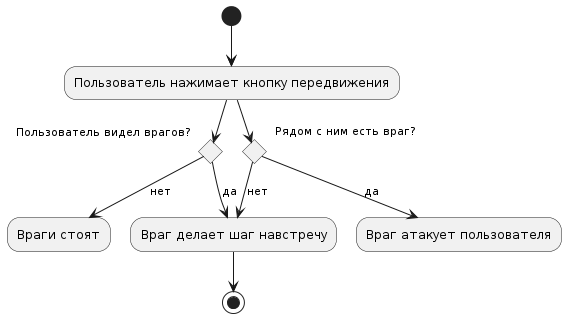 Пользователь нажимает кнопку передвижения
Пользователь видел врагов?
Рядом с ним есть враг?
нет
да
нет
да
Враги стоят
Враг делает шаг навстречу
Враг атакует пользователя